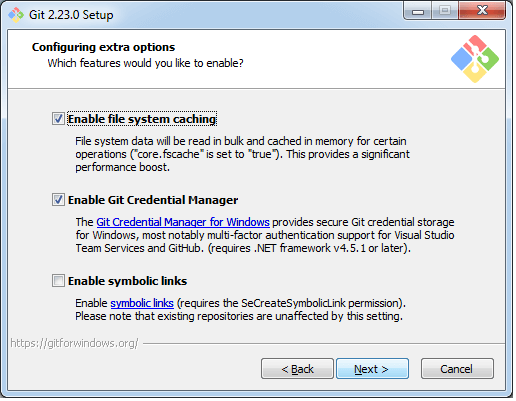 Git 2.23.0 Setup
Configuring extra options
Which features would you like to enable?
Enable file system caching
File system data will be read in bulk and cached in memory for certain
operations ("core.fscache" is set to "true"). This provides a significant
performance boost.
Enable Git Credential Manager
The Git Credential Manager for Windows provides secure Git credential storage
for Windows, most notably multi-factor authentication support for Visual Studio
Team Services and GitHub. (requires .NET framework v4.5.1 or later).
Enable symbolic links
Enable symbolic links (requires the SeCreateSymbolicLink permission).
Please note that existing repositories are unaffected by this setting.
https://gitforwindows.org/
< Back Next > Cancel